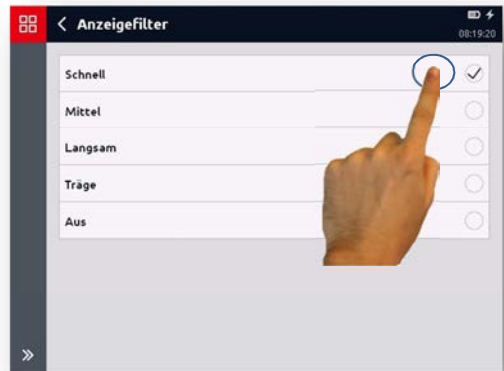 Anzeigefilter
08:19:20
Schnell
Mittel
Langsam
Träge
Aus